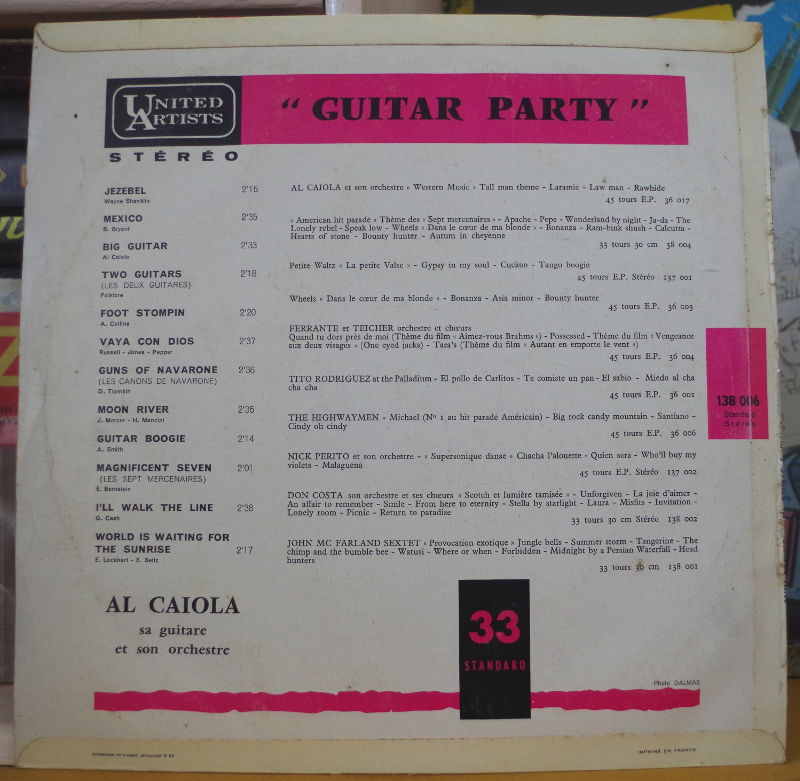 UNITED
ARTISTS
" GUITAR PARTY "
STÉRÉO
JEZEBEL 2'15
Wayne Shanklin
MEXICO 2'35
B. Bryant
BIG GUITAR 2'33
Al Caiola
TWO GUITARS 2'18
(LES DEUX GUITARES)
Folklore
FOOT STOMPIN 2'20
A. Collins
VAYA CON DIOS 2'37
Russell - Jones - Pepper
GUNS OF NAVARONE 2'36
(LES CANONS DE NAVARONE)
D. Tiomkin
MOON RIVER 2'35
J. Mercer - H. Mancini
GUITAR BOOGIE 2'14
A. Smith
MAGNIFICENT SEVEN 2'01
(LES SEPT MERCENAIRES)
E. Bernstein
I'LL WALK THE LINE 2'38
G. Cash
WORLD IS WAITING FOR
THE SUNRISE 2'17
E. Lockhart - E. Seitz
AL CAIOLA
sa guitare
et son orchestre
AL CAIOLA et son orchestre « Western Music » Tall man theme - Laramie - Law man - Rawhide
45 tours E.P. 36 017
« American hit parade » Thème des « Sept mercenaires » - Apache - Pepe - Wonderland by night - Ja-da - The
Lonely rebel - Speak low - Wheels « Dans le cœur de ma blonde » - Bonanza - Ram-bink shush - Calcutta -
Hearts of stone - Bounty hunter - Autum in cheyenne
33 tours 30 cm 38 004
Petite Waltz « La petite Valse » - Gypsy in my soul - Cuckoo - Tango boogie
45 tours E.P. Stéréo 137 001
Wheels « Dans le cœur de ma blonde » - Bonanza - Asia minor - Bounty hunter
45 tours E.P. 36 003
FERRANTE et TEICHER orchestre et chœurs
Quand tu dors près de moi (Thème du film « Aimez-vous Brahms ») - Possessed - Thème du film « Vengeance
aux deux visages » (One eyed jacks) - Tara's (Thème du film « Autant en emporte le vent »)
45 tours E.P. 36 004
TITO RODRIGUEZ at the Palladium - El pollo de Carlitos - Te comiste un pan - El sabio - Miedo al cha
cha cha
45 tours E.P. 36 001
THE HIGHWAYMEN - Michael (N° 1 au hit parade Américain) - Big rock candy mountain - Santiano -
Cindy oh cindy
45 tours E.P. 36 006
NICK PERITO et son orchestre - « Supersonique danse » Chacha l'alouette - Quien sera - Who'll buy my
violets - Malaguena
45 tours E.P. Stéréo 137 002
DON COSTA son orchestre et ses chœurs « Scotch et lumière tamisée » - Unforgiven - La joie d'aimer -
An affair to remember - Smile - From here to eternity - Stella by starlight - Laura - Misfits - Invitation -
Lonely room - Picnic - Return to paradise
33 tours 30 cm Stéréo 138 002
JOHN MC FARLAND SEXTET « Provocation exotique » Jungle bells - Summer storm - Tangerine - The
chimp and the bumble bee - Watusi - Where or when - Forbidden - Midnight by a Persian Waterfall - Head
hunters
33 tours 30 cm 138 001
138 006
Standard
Stéréo
33
STANDARD
Photo DALMAS
IMPRIMÉ EN FRANCE